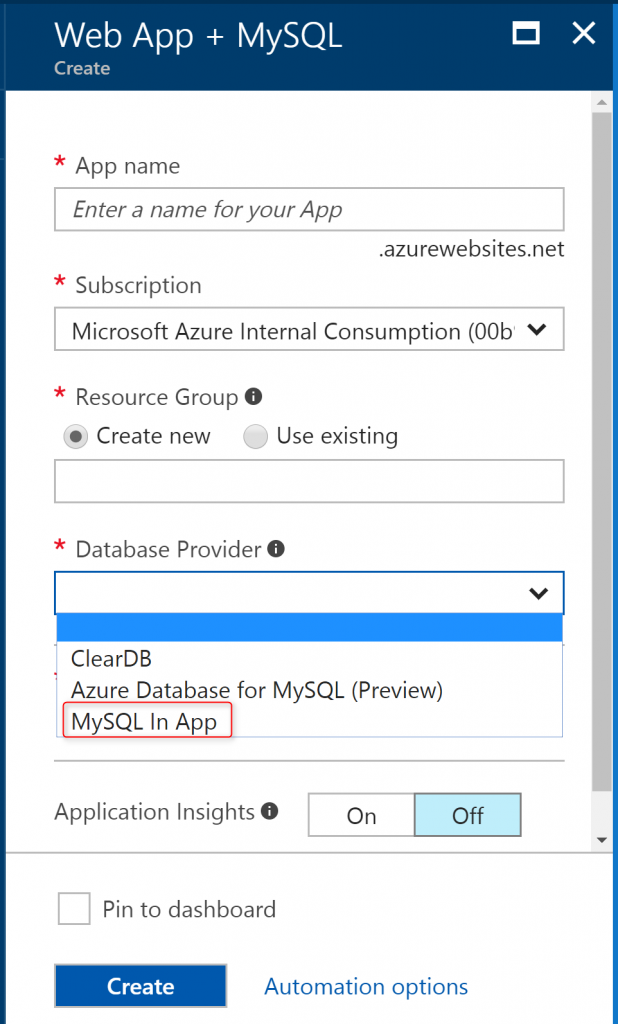 Web App + MySQL
Create
* App name
Enter a name for your App
.azurewebsites.net
* Subscription
Microsoft Azure Internal Consumption (00b
* Resource Group
Create new Use existing
* Database Provider
ClearDB
Azure Database for MySQL (Preview)
MySQL In App
Application Insights On Off
Pin to dashboard
Create Automation options